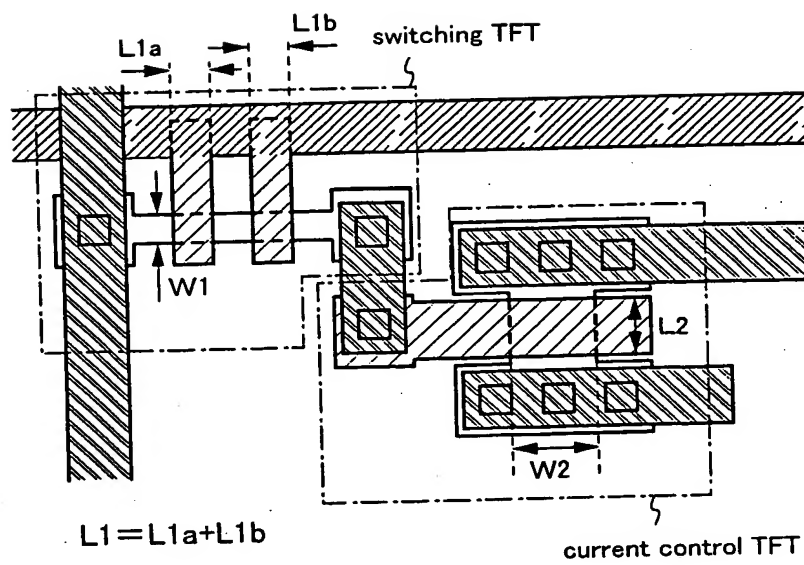 L1a
L1b
switching TFT
W1
L2
W2
L1=L1a+L1b
current control TFT